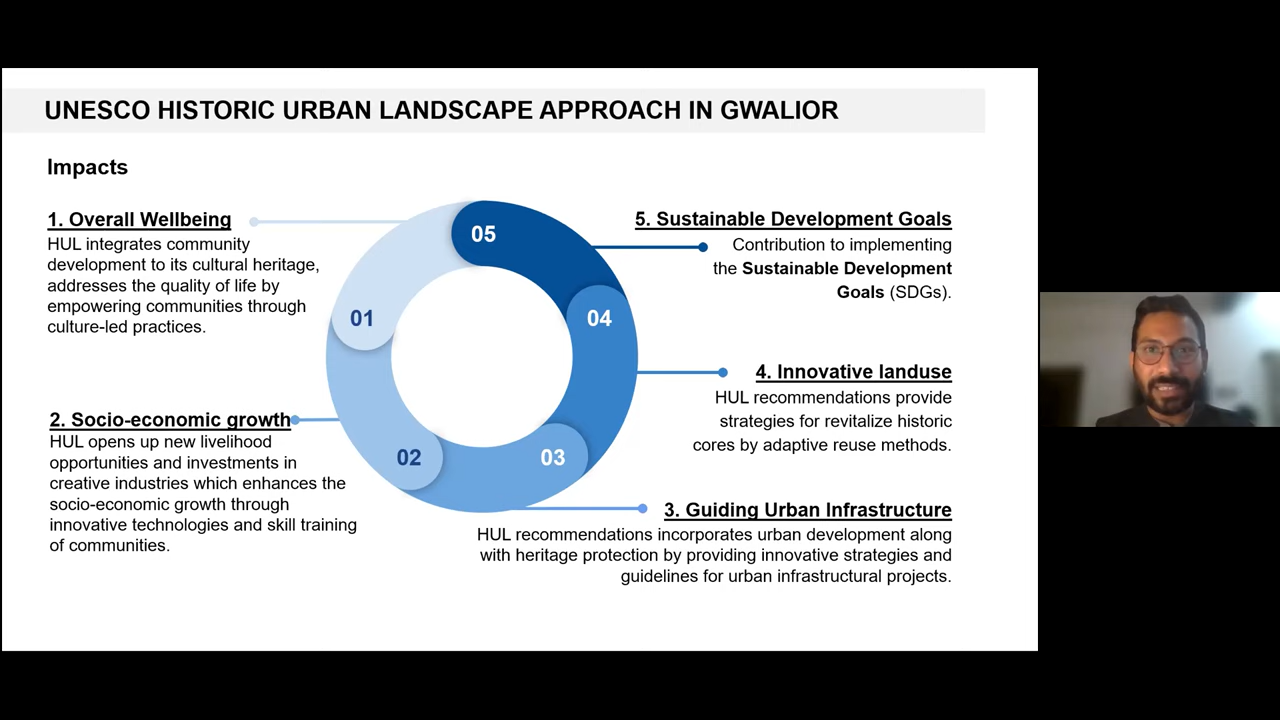 UNESCO HISTORIC URBAN LANDSCAPE APPROACH IN GWALIOR
Impacts
1. Overall Wellbeing
HUL integrates community
development to its cultural heritage,
addresses the quality of life by
empowering communities through
culture-led practices.
2. Socio-economic growth
HUL opens up new livelihood
opportunities and investments in
creative industries which enhances the
socio-economic growth through
innovative technologies and skill training
of communities.
05
04
01
02
03
5. Sustainable Development Goals
Contribution to implementing
the Sustainable Development
Goals (SDGs).
4. Innovative landuse
HUL recommendations provide
strategies for revitalize historic
cores by adaptive reuse methods.
3. Guiding Urban Infrastructure
HUL recommendations incorporates urban development along
with heritage protection by providing innovative strategies and
guidelines for urban infrastructural projects.